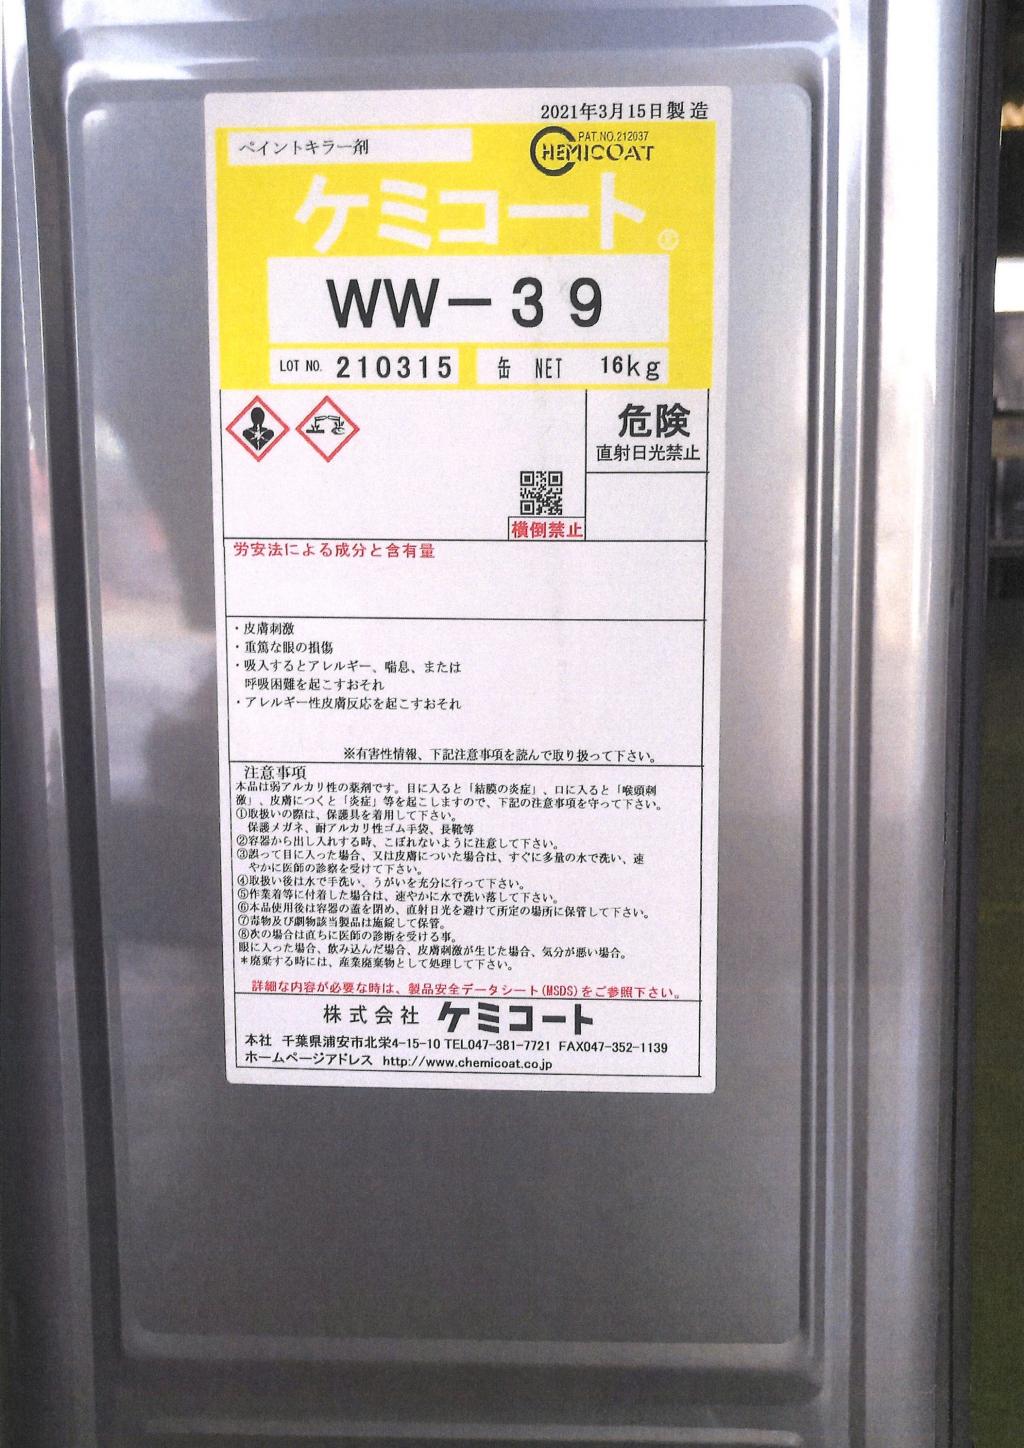 2021年3月15日製造
ペイントキラー剤
PAT.NO.212037
CHEMICOAT
ケミコート®
WW-39
LOT NO. 210315 缶 NET 16kg
危険
直射日光禁止
横倒禁止
労安法による成分と含有量
・皮膚刺激
・重篤な眼の損傷
・吸入するとアレルギー、喘息、または
呼吸困難を起こすおそれ
・アレルギー性皮膚反応を起こすおそれ
※有害性情報、下記注意事項を読んで取り扱って下さい。
注意事項
本品は弱アルカリ性の薬剤です。目に入ると「結膜の炎症」、口に入ると「喉頭刺
激」、皮膚につくと「炎症」等を起こしますので、下記の注意事項を守って下さい。
①取扱いの際は、保護具を着用して下さい。
保護メガネ、耐アルカリ性ゴム手袋、長靴等
②容器から出し入れする時、こぼれないように注意して下さい。
③誤って目に入った場合、又は皮膚についた場合は、すぐに多量の水で洗い、速
やかに医師の診察を受けて下さい。
④取扱い後は水で手洗い、うがいを充分に行って下さい。
⑤作業着等に付着した場合は、速やかに水で洗い落して下さい。
⑥本品使用後は容器の蓋を閉め、直射日光を避けて所定の場所に保管して下さい。
⑦毒物及び劇物該当製品は施錠して保管。
⑧次の場合は直ちに医師の診断を受ける事。
眼に入った場合、飲み込んだ場合、皮膚刺激が生じた場合、気分が悪い場合。
*廃棄する時には、産業廃棄物として処理して下さい。
詳細な内容が必要な時は、製品安全データシート(MSDS)をご参照下さい。
株式会社 ケミコート
本社 千葉県浦安市北栄4-15-10 TEL047-381-7721 FAX047-352-1139
ホームページアドレス http://www.chemicoat.co.jp